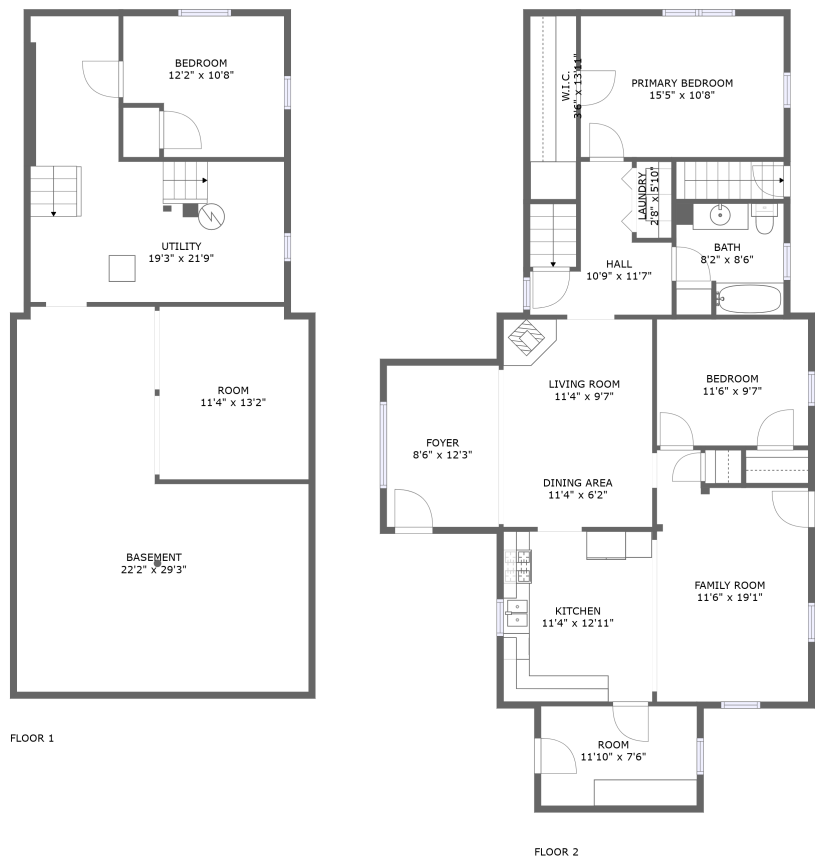 BEDROOM
12'2" x 10'8"
UTILITY
19'3" x 21'9"
ROOM
11'4" x 13'2"
BASEMENT
22'2" x 29'3"
FLOOR 1
W.I.C.
3'6" x 13'11"
PRIMARY BEDROOM
15'5" x 10'8"
LAUNDRY
2'8" x 5'10"
BATH
8'2" x 8'6"
HALL
10'9" x 11'7"
LIVING ROOM
11'4" x 9'7"
BEDROOM
11'6" x 9'7"
FOYER
8'6" x 12'3"
DINING AREA
11'4" x 6'2"
KITCHEN
11'4" x 12'11"
FAMILY ROOM
11'6" x 19'1"
ROOM
11'10" x 7'6"
FLOOR 2